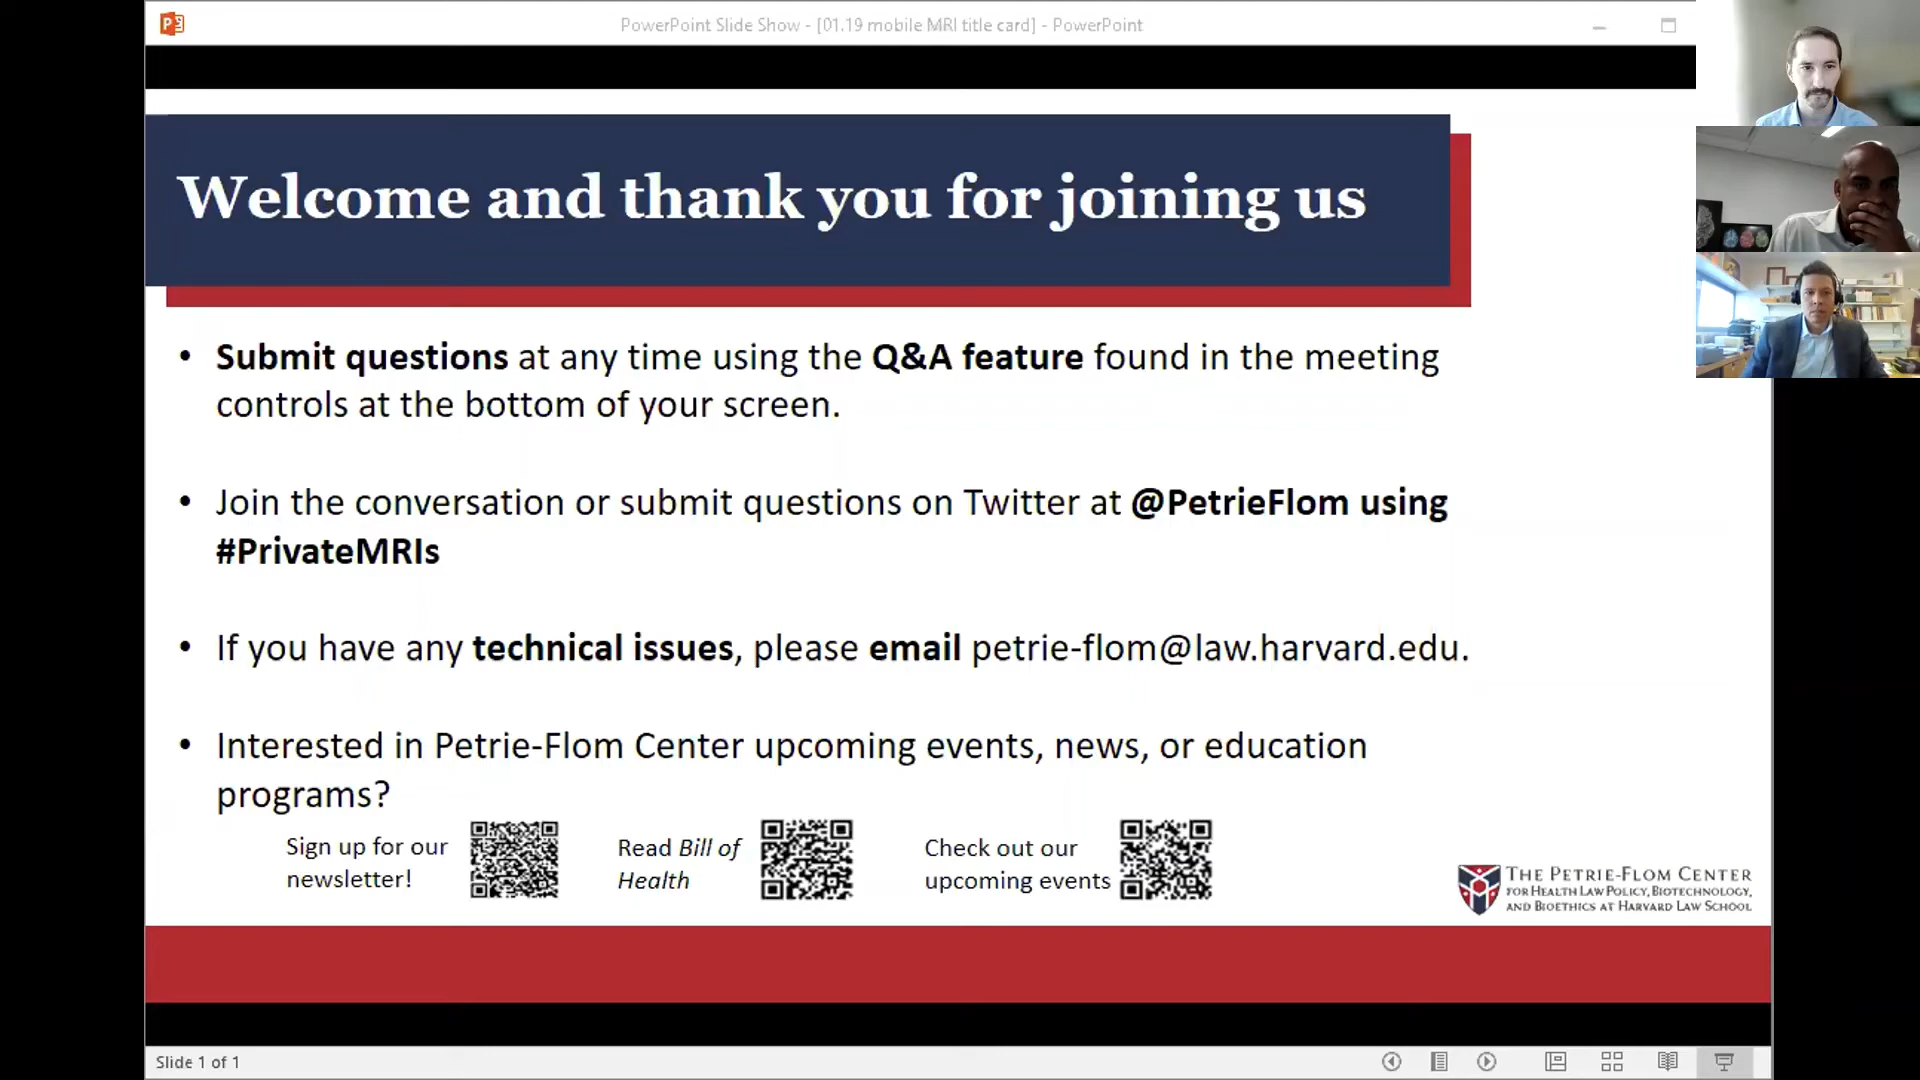 PowerPoint Slide Show - [01.19 mobile MRI title card] - PowerPoint
Welcome and thank you for joining us
• Submit questions at any time using the Q&A feature found in the meeting
controls at the bottom of your screen.
• Join the conversation or submit questions on Twitter at @PetrieFlom using
#PrivateMRIs
• If you have any technical issues, please email petrie-flom@law.harvard.edu.
• Interested in Petrie-Flom Center upcoming events, news, or education
programs?
Sign up for our
newsletter!
Read Bill of
Health
Check out our
upcoming events
THE PETRIE-FLOM CENTER
FOR HEALTH LAW POLICY, BIOTECHNOLOGY,
AND BIOETHICS AT HARVARD LAW SCHOOL
Slide 1 of 1